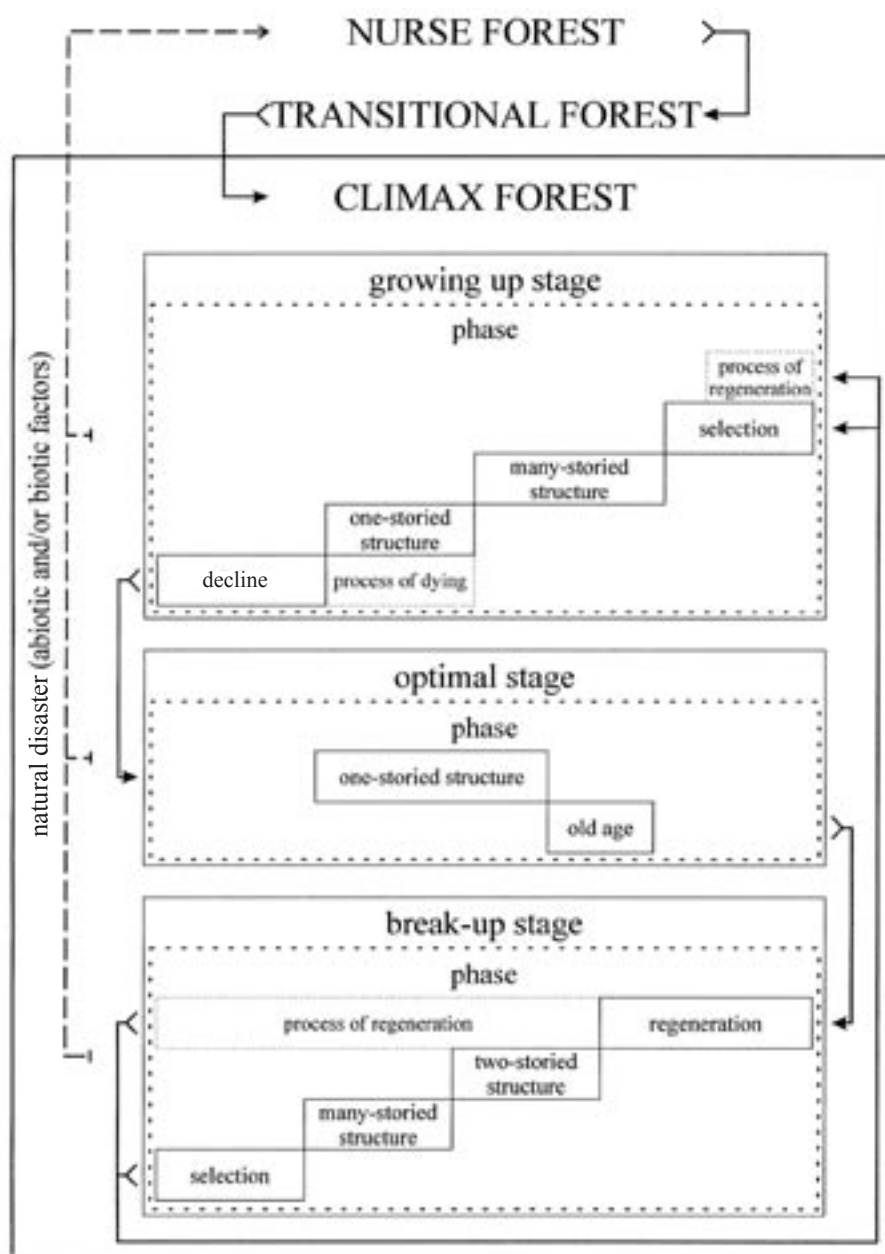 NURSE FOREST
TRANSITIONAL FOREST
CLIMAX FOREST
growing up stage
phase
process of
regeneration
selection
many-storied
structure
one-storied
structure
decline
process of dying
optimal stage
phase
one-storied structure
old age
break-up stage
phase
process of regeneration
regeneration
two-storied
structure
many-storied
structure
selection
natural disaster (abiotic and/or biotic factors)